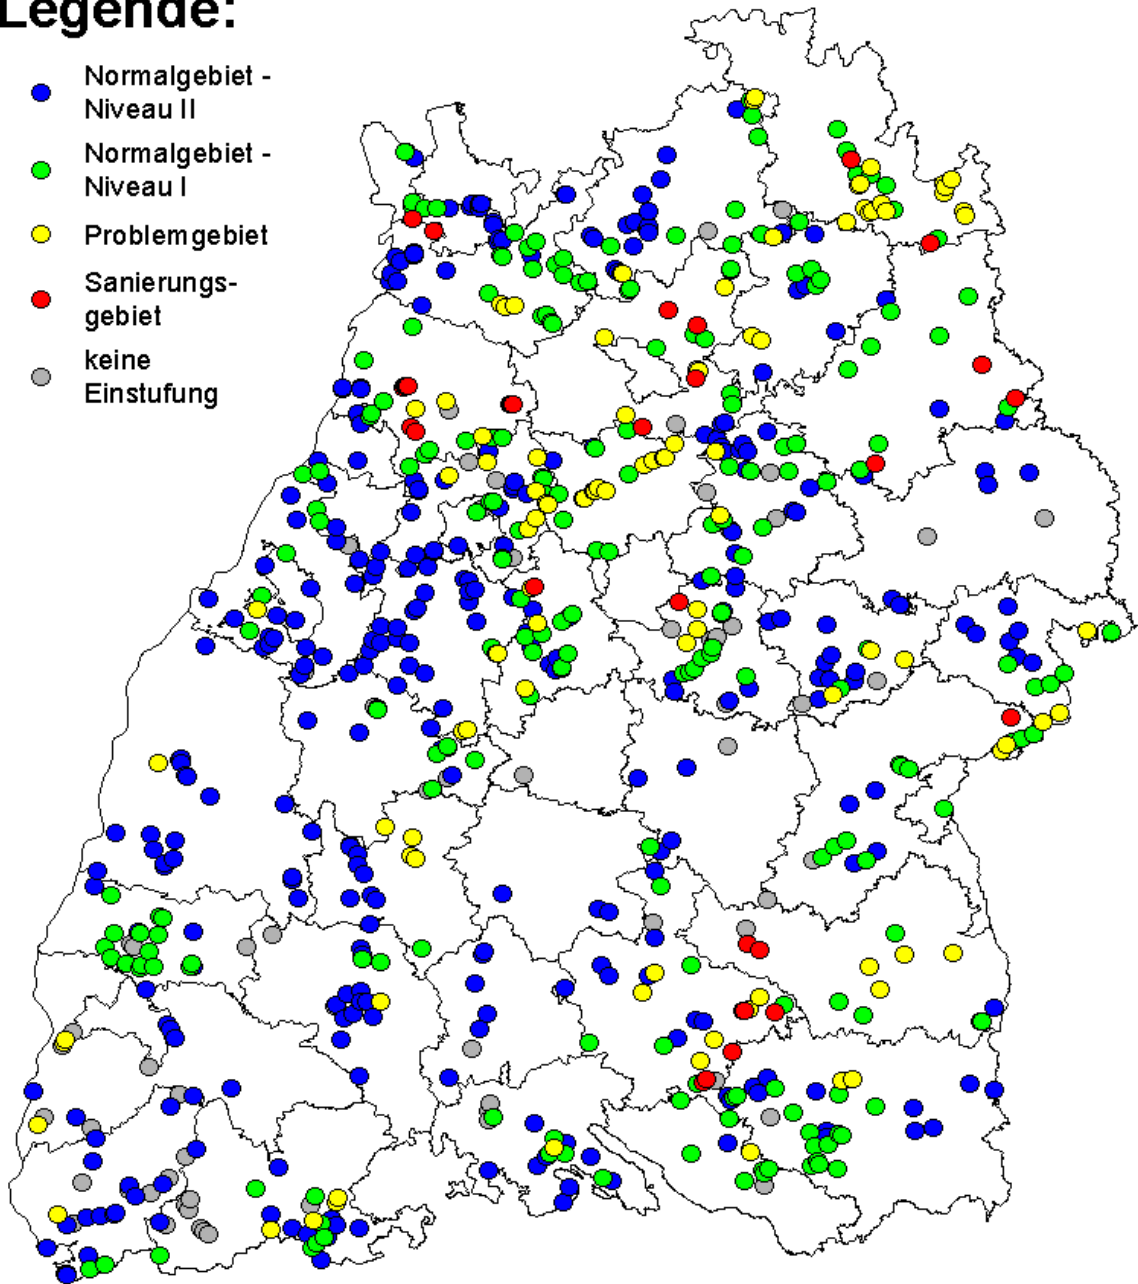 Legende:
Normalgebiet -
Niveau II
Normalgebiet -
Niveau I
Problemgebiet
Sanierungs-
gebiet
keine
Einstufung